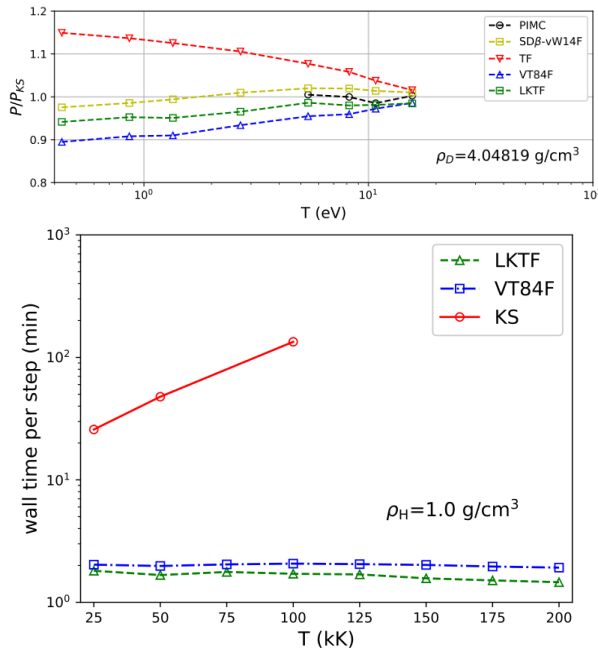 1.2
1.1
1.0
0.9
0.8
P/P_KS
10⁰
10¹
10
T (eV)
PIMC
SDβ-vW14F
TF
VT84F
LKTF
ρ_D=4.04819 g/cm³
10³
10²
10¹
10⁰
wall time per step (min)
LKTF
VT84F
KS
ρ_H=1.0 g/cm³
25 50 75 100 125 150 175 200
T (kK)